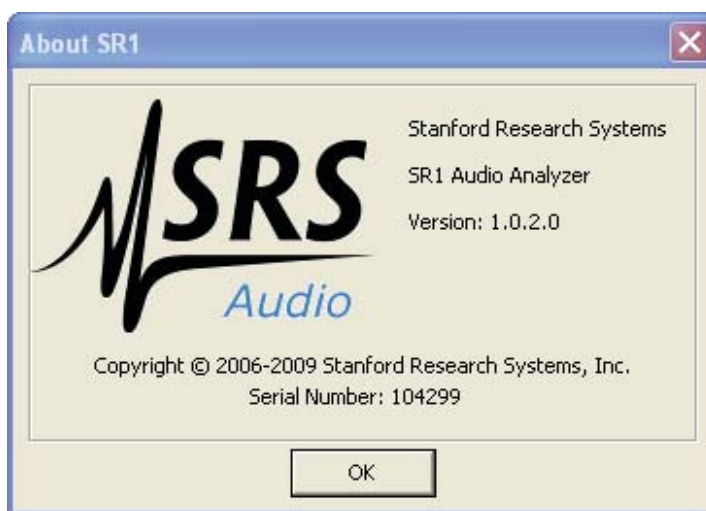 About SR1
SRS
Audio
Stanford Research Systems
SR1 Audio Analyzer
Version: 1.0.2.0
Copyright © 2006-2009 Stanford Research Systems, Inc.
Serial Number: 104299
OK